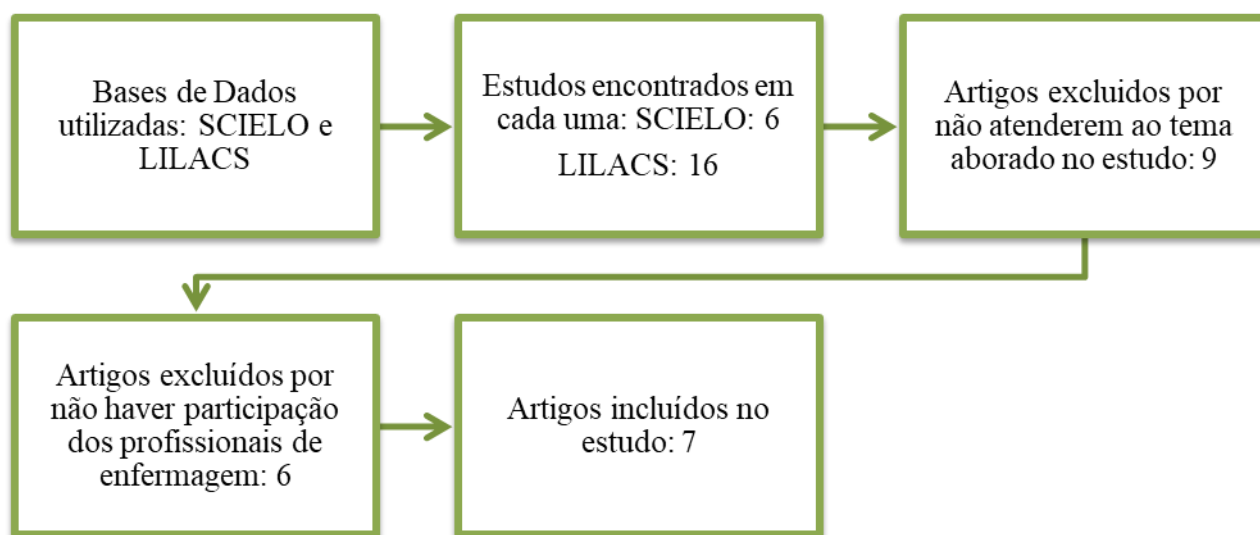 Bases de Dados
utilizadas: SCIELO e
LILACS
Estudos encontrados em
cada uma: SCIELO: 6
LILACS: 16
Artigos excluidos por
não atenderem ao tema
aborado no estudo: 9
Artigos excluídos por
não haver participação
dos profissionais de
enfermagem: 6
Artigos incluídos no
estudo: 7